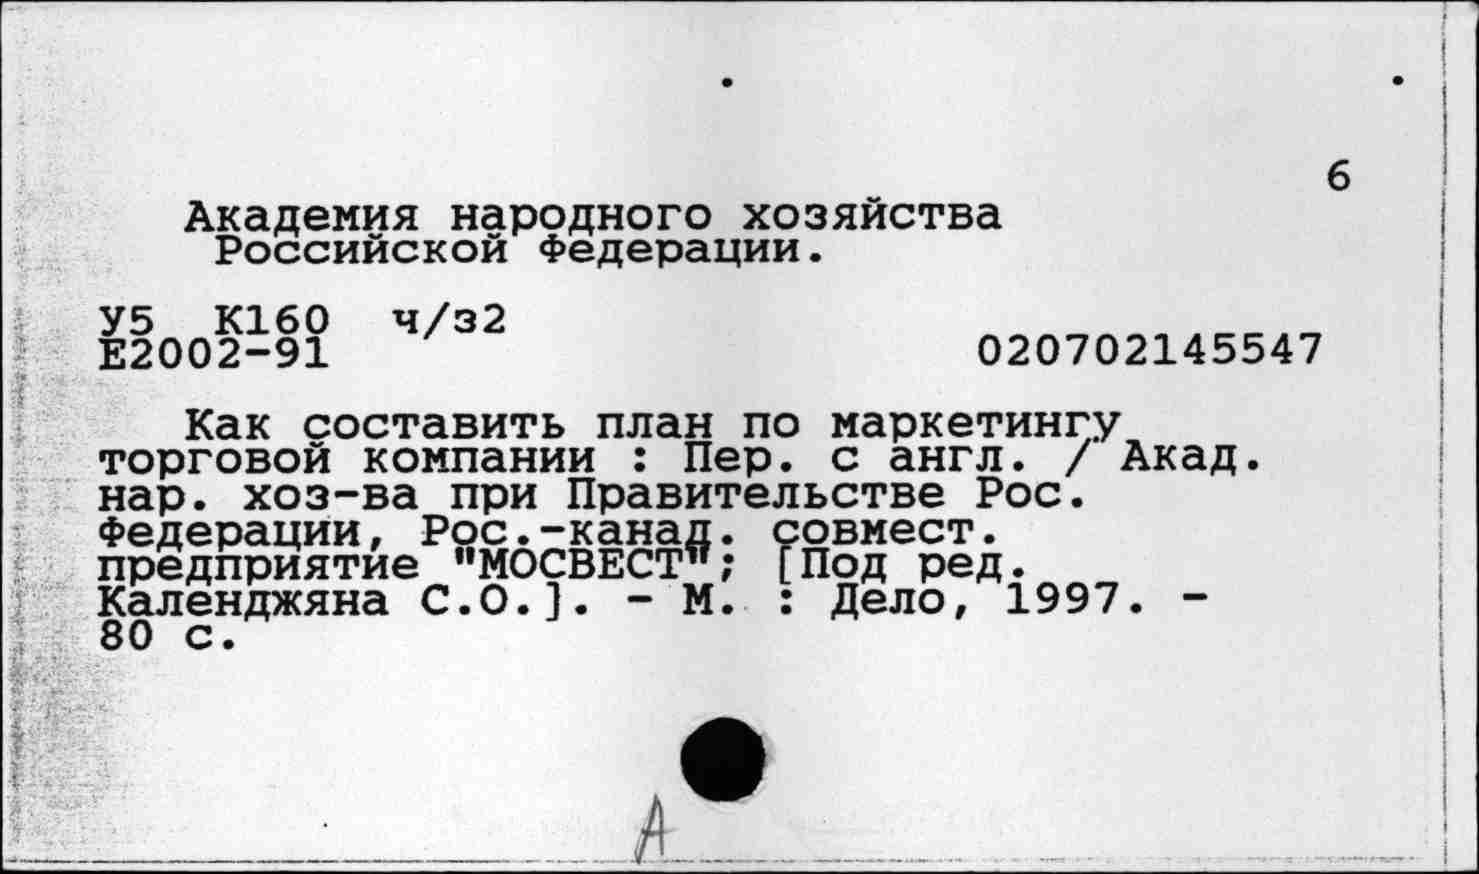 6
Академия народного хозяйства
Российской Федерации.
У5 К160 ч/з2
Е2002-91
020702145547
Как составить план по маркетингу
торговой компании : Пер. с англ. / Акад.
нар. хоз-ва при Правительстве Рос.
Федерации, Рос.-канад. совмест.
предприятие "МОСВЕСТ"; [Под ред.
Календжяна С.О.]. - М. : Дело, 1997. -
80 с.
А